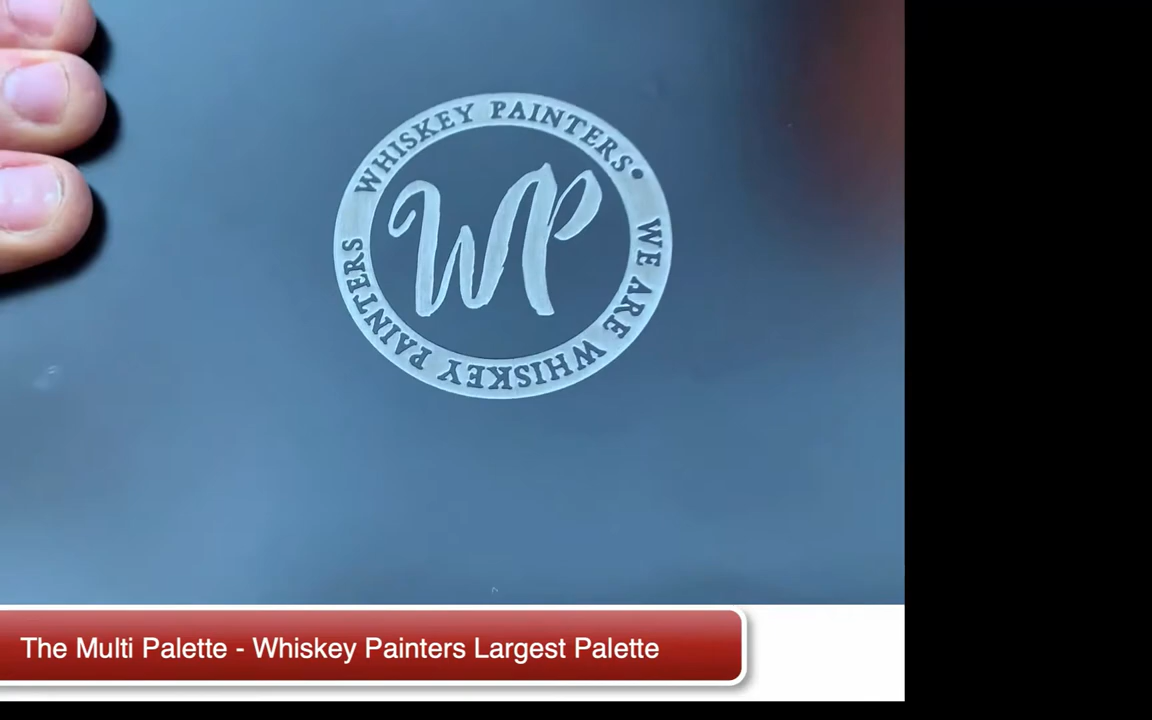 WHISKEY PAINTERS • WE ARE WHISKEY PAINTERS
WP
The Multi Palette - Whiskey Painters Largest Palette